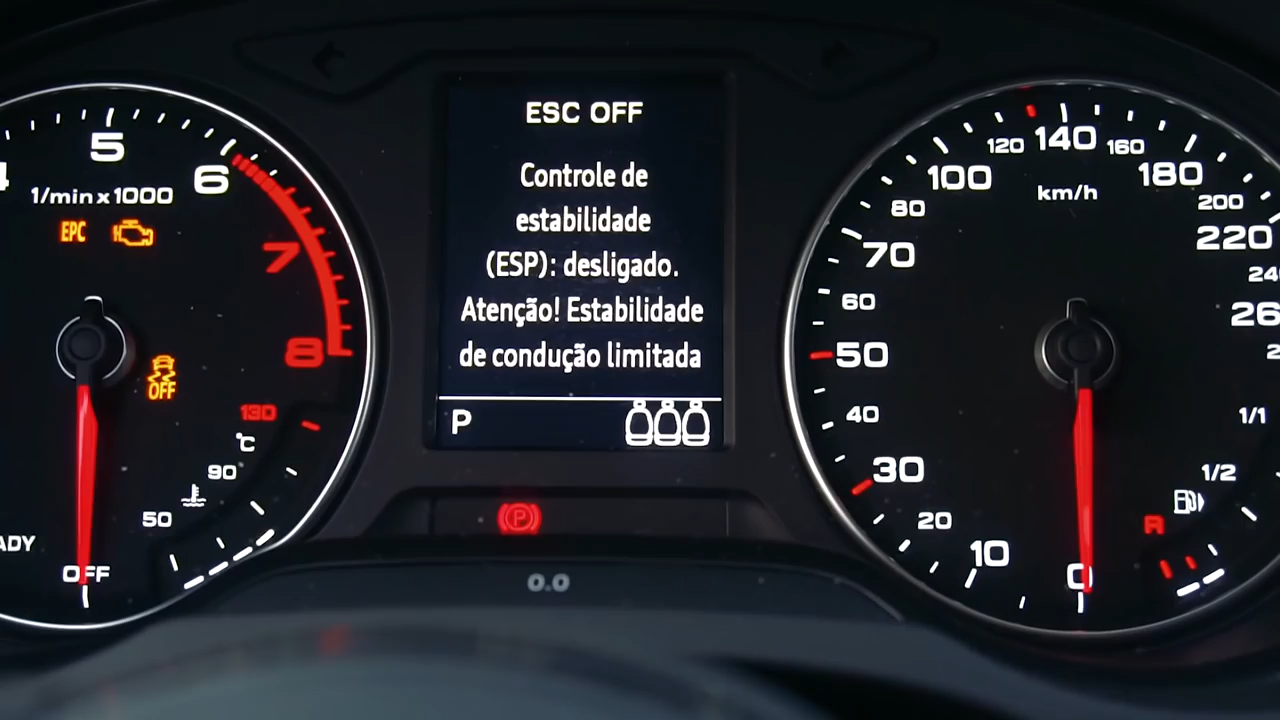 ESC OFF
Controle de
estabilidade
(ESP): desligado.
Atenção! Estabilidade
de condução limitada
P
4
5
6
7
8
1/min x 1000
EPC
OFF
130
°C
90
50
ADY
OFF
P
0.0
0
10
20
30
40
50
60
70
80
100
120
140
160
180
200
220
km/h
1/1
1/2
R